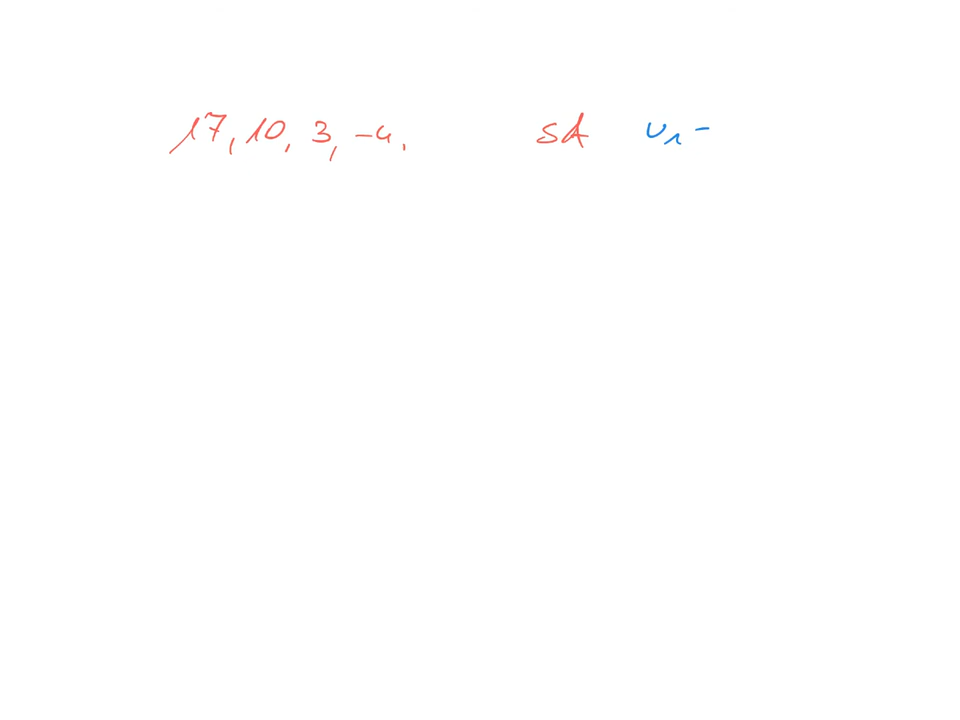 17, 10, 3, -4. SA u₁ -